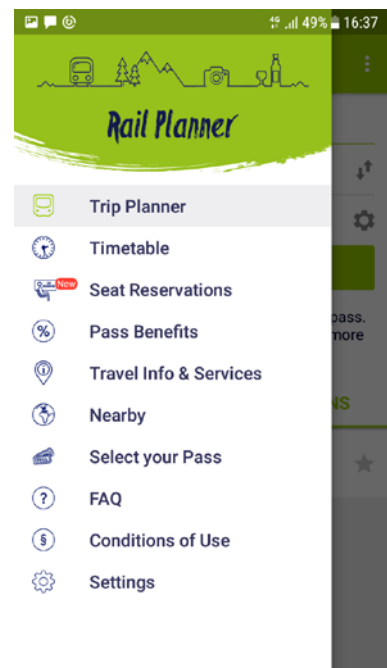 4G 49% 16:37
Rail Planner
Trip Planner
Timetable
New
Seat Reservations
pass.
Pass Benefits
more
Travel Info & Services
NS
Nearby
Select your Pass
FAQ
Conditions of Use
Settings